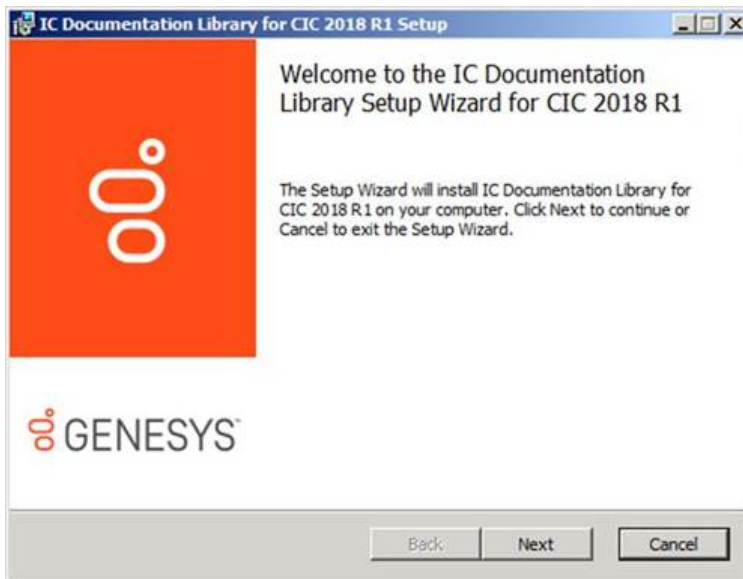 IC Documentation Library for CIC 2018 R1 Setup
Welcome to the IC Documentation
Library Setup Wizard for CIC 2018 R1
The Setup Wizard will install IC Documentation Library for
CIC 2018 R1 on your computer. Click Next to continue or
Cancel to exit the Setup Wizard.
GENESYS™
Back
Next
Cancel